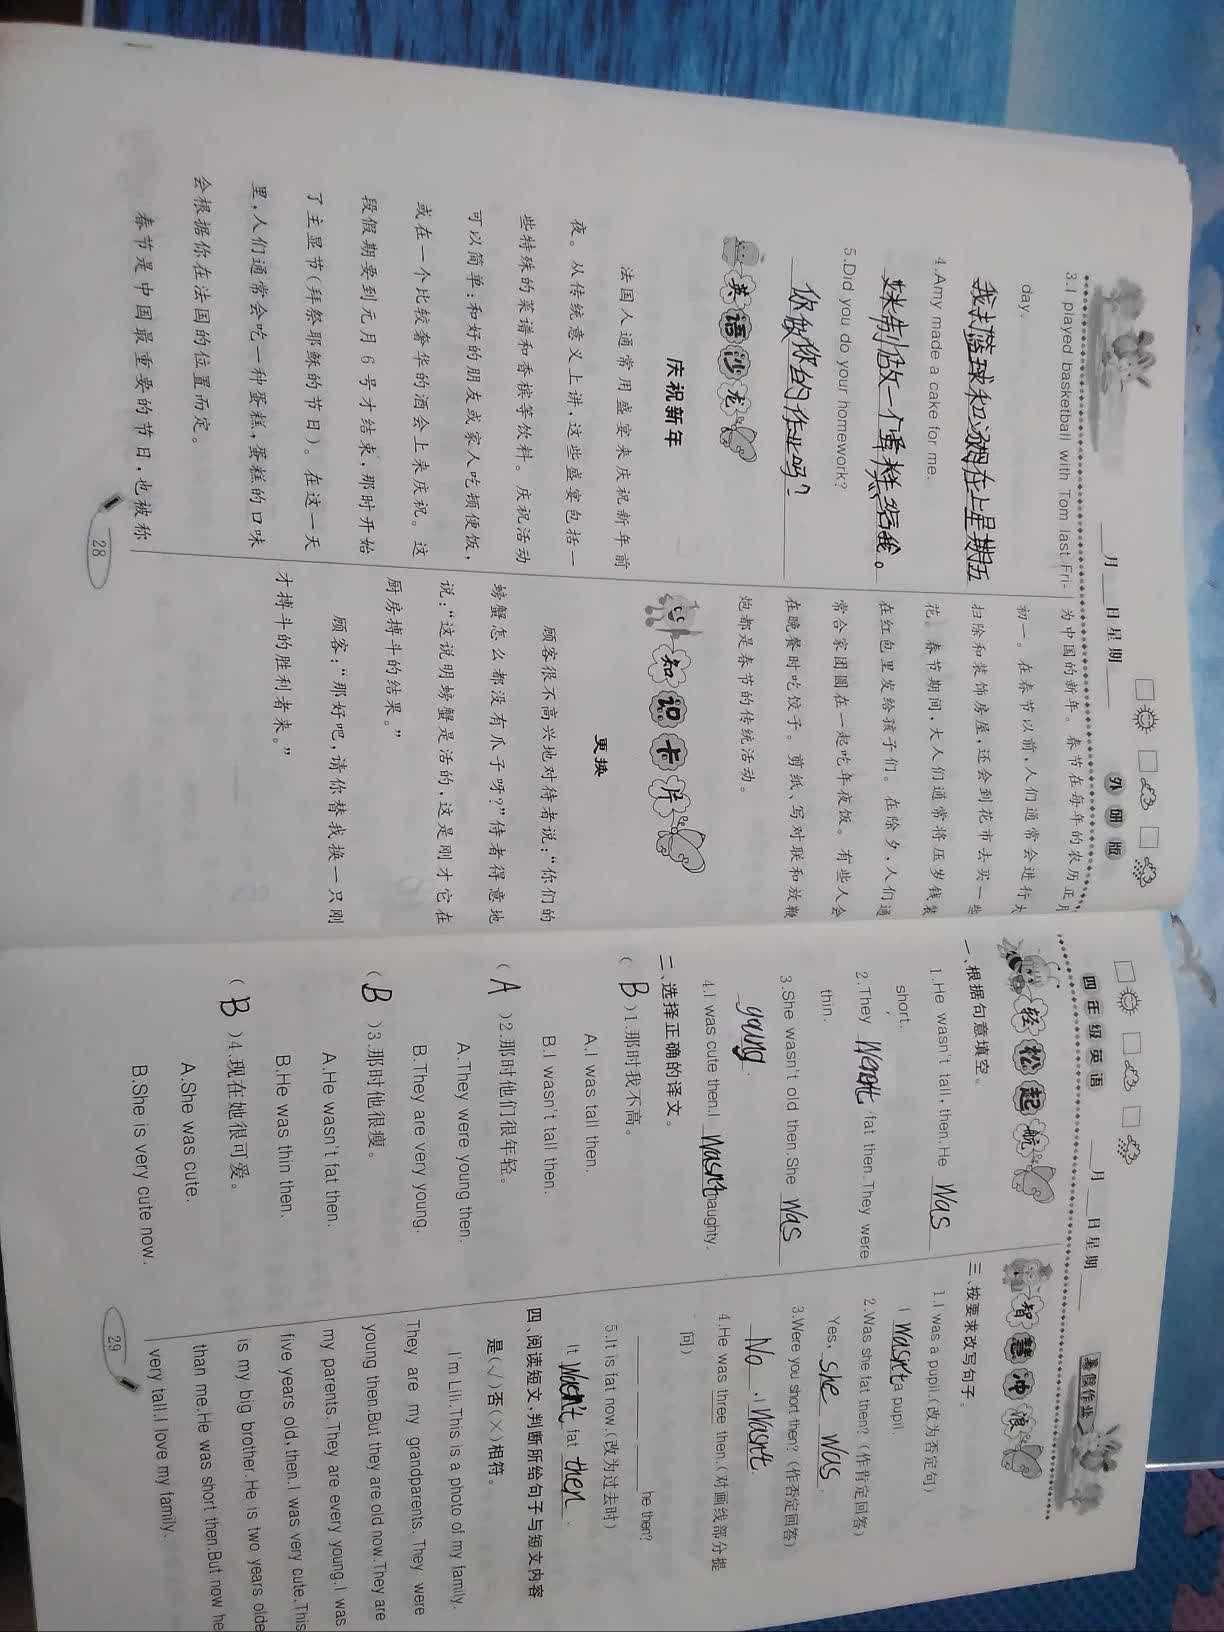 月 日 星期
外研版
3.I played basketball with Tom last Fri-
day.
我打篮球和汤姆在上星期五
4.Amy made a cake for me.
妹制做一个蛋糕给我。
5.Did you do your homework?
你做你的作业吗?
英语沙龙
庆祝新年
法国人通常用盛宴来庆祝新年前
夜。从传统意义上讲,这些盛宴包括一
些特殊的菜谱和香槟等饮料。庆祝活动
可以简单:和好的朋友或家人吃顿便饭,
或在一个比较奢华的酒会上来庆祝。这
段假期要到元月6号才结束,那时开始
了主显节(拜祭耶稣的节日)。在这一天
里,人们通常会吃一种蛋糕,蛋糕的口味
会根据你在法国的位置而定。
春节是中国最重要的节日,也被称
为中国的新年。春节在每年的农历正月
初一。在春节以前,人们通常会进行大
扫除和装饰房屋,还会到花市去买一些
花。春节期间,大人们通常将压岁钱装
在红包里发给孩子们。在除夕,人们通
常合家团圆在一起吃年夜饭。有些人会
在晚餐时吃饺子。剪纸、写对联和放鞭
炮都是春节的传统活动。
知识卡片
更换
顾客很不高兴地对待者说:“你们的
螃蟹怎么都没有爪子呀?”侍者得意地
说:“这说明螃蟹是活的,这是刚才它在
厨房搏斗的结果。”
顾客:“那好吧,请你替我换一只刚
才搏斗的胜利者来。”
28
四年级英语
月 日 星期
暑假作业
轻松起航
一、根据句意填空。
1.He wasn't tall, then.He Was
short.
2.They Weren't fat then.They were
thin.
3.She wasn't old then.She Was
young.
4.I was cute then.I Wasn't naughty.
二、选择正确的译文。
( B )1.那时我不高。
A.I was tall then.
B.I wasn't tall then.
( A )2.那时他们很年轻。
A.They were young then.
B.They are very young.
( B )3.那时他很瘦。
A.He wasn't fat then.
B.He was thin then.
( B )4.现在她很可爱。
A.She was cute.
B.She is very cute now.
智慧冲浪
三、按要求改写句子。
1.I was a pupil.(改为否定句)
I Wasn't a pupil.
2.Was she fat then?(作肯定回答)
Yes, she was.
3.Were you short then?(作否定回答)
No, I Wasn't.
4.He was three then.(对画线部分提
问)
he then?
5.It is fat now.(改为过去时)
It fat then.
四、阅读短文,判断所给句子与短文内容
是(√)否(×)相符。
I'm Lili.This is a photo of my family.
They are my grandparents. They were
young then.But they are old now.They are
my parents.They are every young.I was
five years old,then.I was very cute.This
is my big brother.He is two years olde
than me.He was short then.But now he
very tall.I love my family.
29